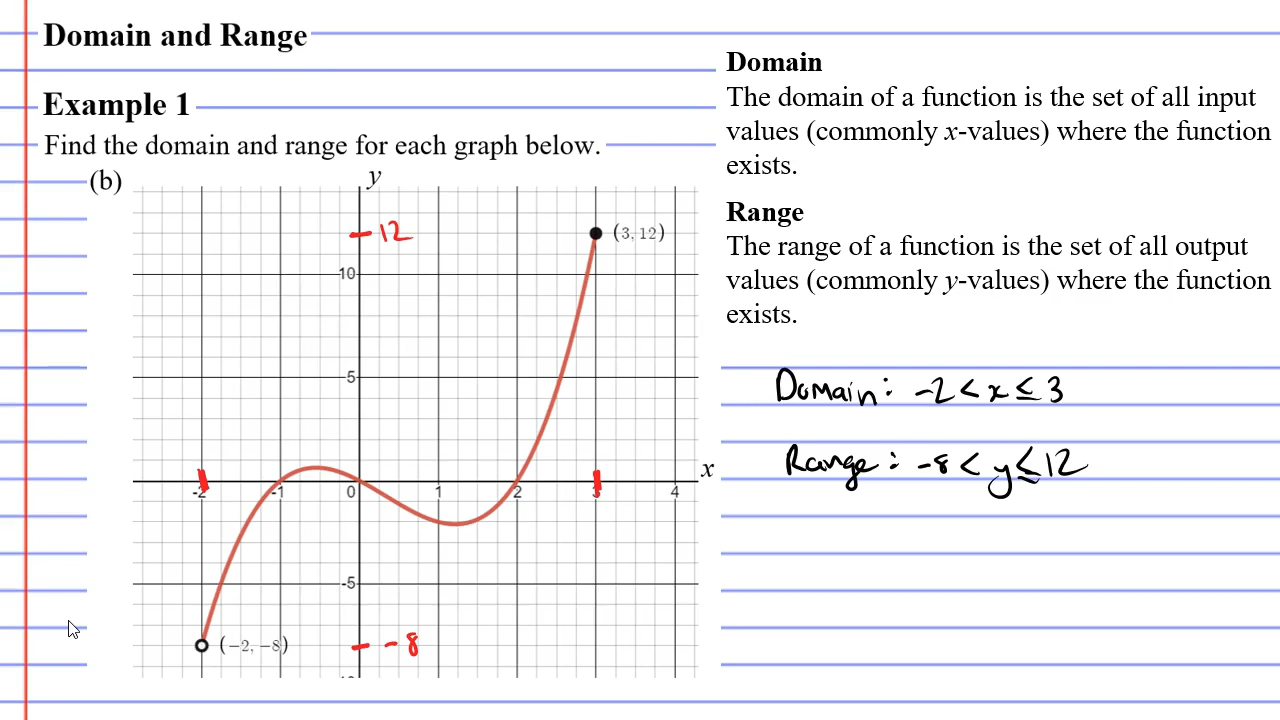 Domain and Range
Example 1
Find the domain and range for each graph below.
(b)
y
12
(3, 12)
10
5
x
-2
-1
0
1
2
3
4
-5
(−2, −8)
-8
Domain
The domain of a function is the set of all input
values (commonly x-values) where the function
exists.
Range
The range of a function is the set of all output
values (commonly y-values) where the function
exists.
Domain: -2 < x ≤ 3
Range: -8 < y ≤ 12